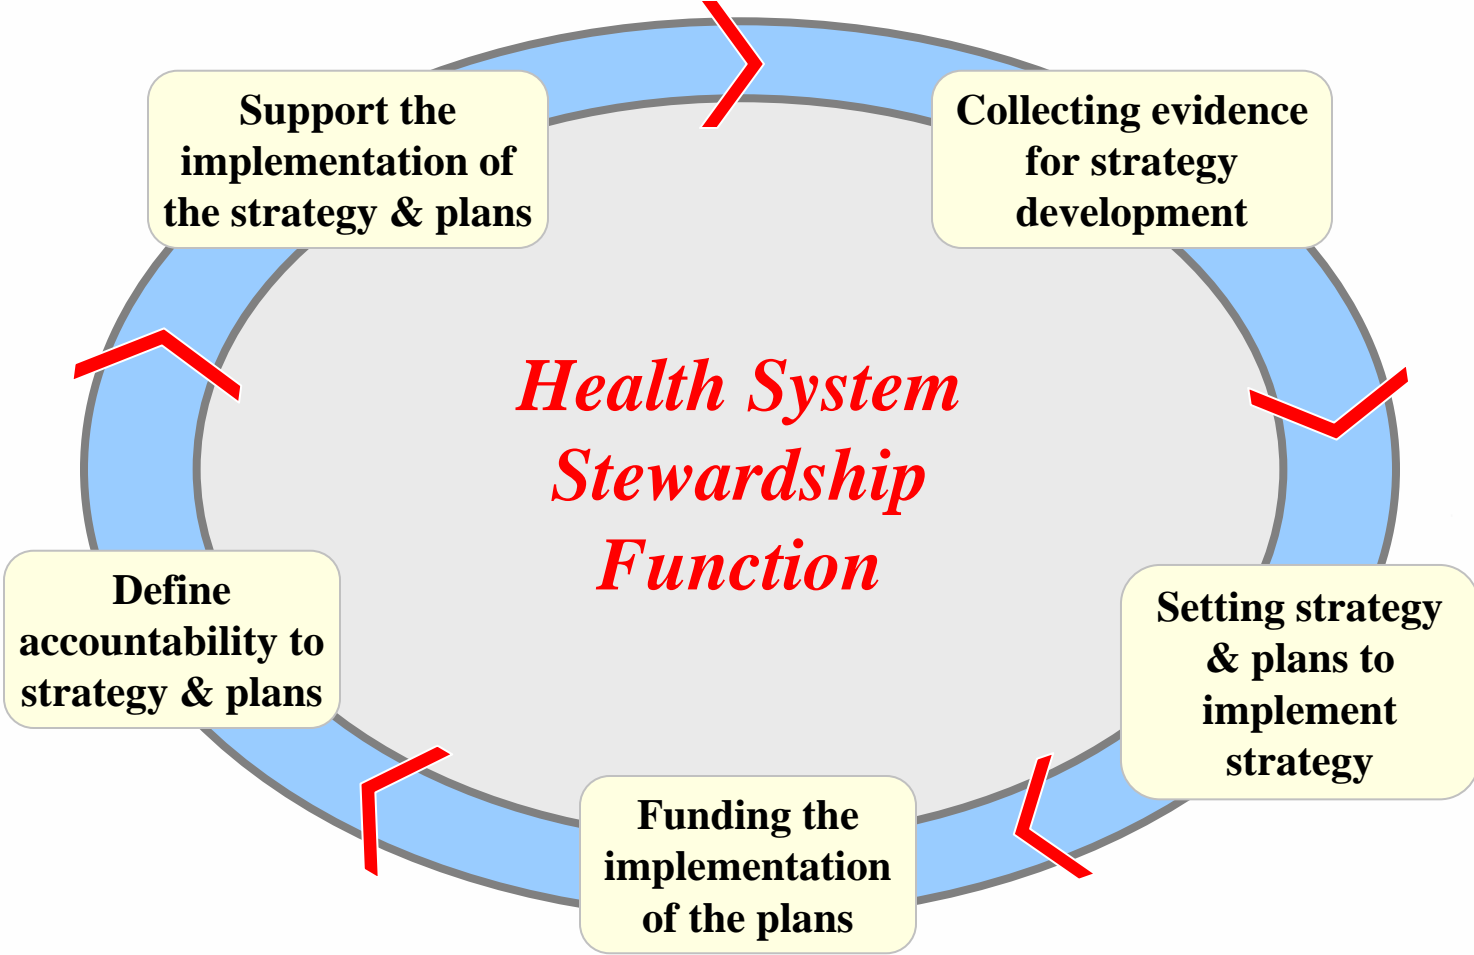 Support the
implementation of
the strategy & plans
Collecting evidence
for strategy
development
Health System
Stewardship
Function
Define
accountability to
strategy & plans
Setting strategy
& plans to
implement
strategy
Funding the
implementation
of the plans